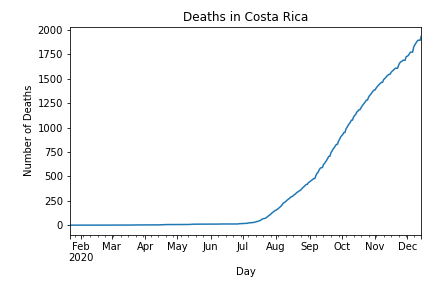 Deaths in Costa Rica
Number of Deaths
2000
1750
1500
1250
1000
750
500
250
0
Feb Mar Apr May Jun Jul Aug Sep Oct Nov Dec
2020
Day